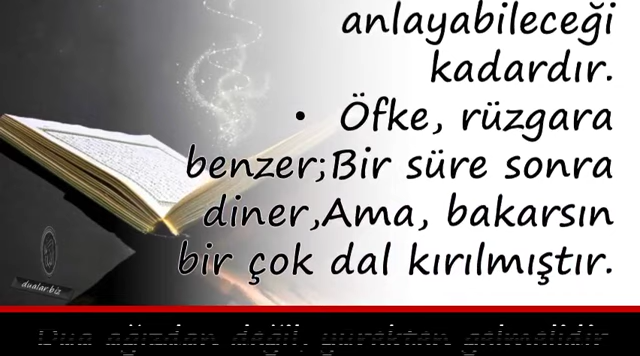 anlayabileceği
kadardır.
• Öfke, rüzgara
benzer;Bir süre sonra
diner,Ama, bakarsın
bir çok dal kırılmıştır.
dualar.biz
Dua ağızdan değil, yürekten gelmelidir